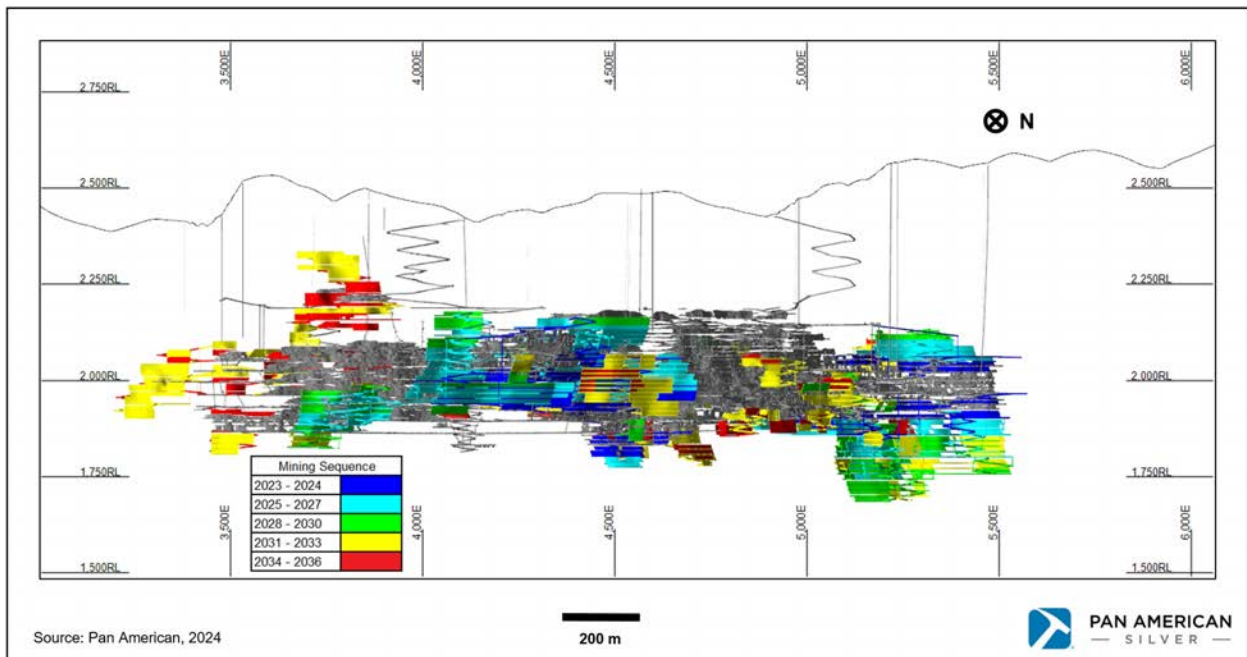 3,500E
4,000E
4,500E
5,000E
5,500E
6,000E
2,750RL
N
2,500RL
2,500RL
2,250RL
2,250RL
2,000RL
2,000RL
1,750RL
1,750RL
Mining Sequence
2023 - 2024
2025 - 2027
2028 - 2030
2031 - 2033
2034 - 2036
3,500E
4,000E
4,500E
5,000E
5,500E
6,000E
1,500RL
1,500RL
Source: Pan American, 2024
200 m
PAN AMERICAN
— SILVER —